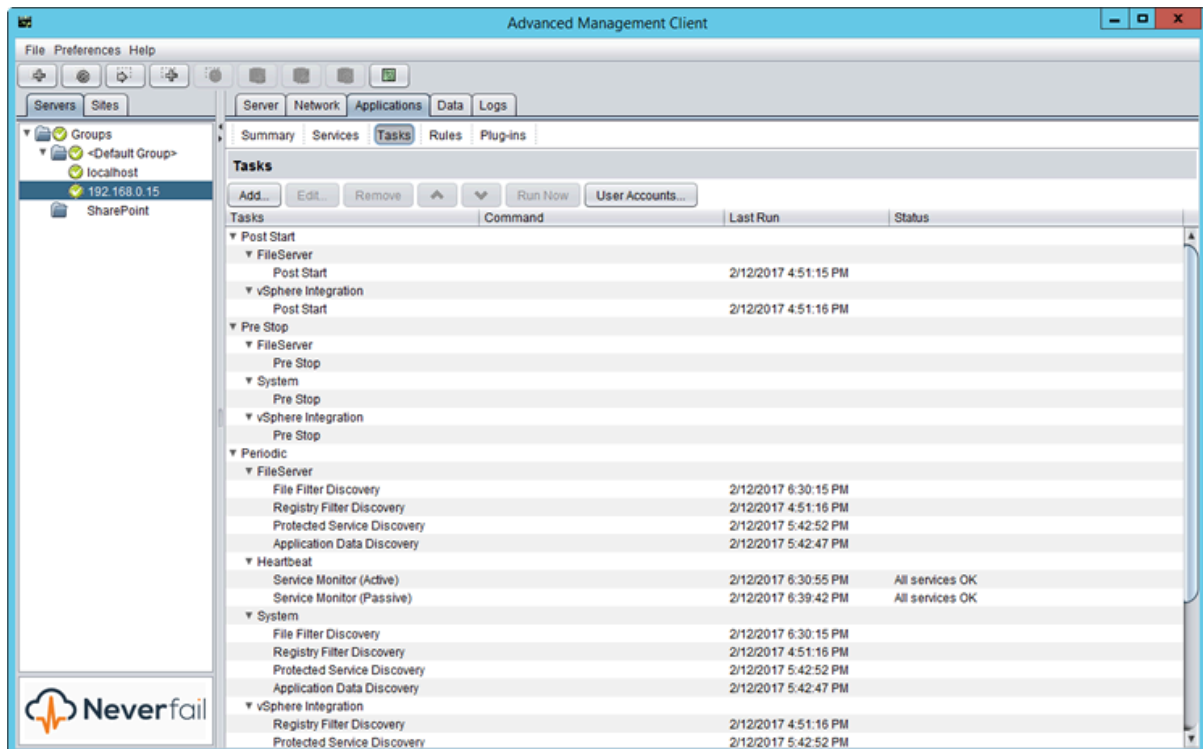 Advanced Management Client
File Preferences Help
Servers Sites
Server Network Applications Data Logs
Groups
<Default Group>
localhost
192.168.0.15
SharePoint
Summary Services Tasks Rules Plug-ins
Tasks
Add... Edit... Remove Run Now User Accounts...
Tasks Command Last Run Status
Post Start
FileServer
Post Start 2/12/2017 4:51:15 PM
vSphere Integration
Post Start 2/12/2017 4:51:16 PM
Pre Stop
FileServer
Pre Stop
System
Pre Stop
vSphere Integration
Pre Stop
Periodic
FileServer
File Filter Discovery 2/12/2017 6:30:15 PM
Registry Filter Discovery 2/12/2017 4:51:16 PM
Protected Service Discovery 2/12/2017 5:42:52 PM
Application Data Discovery 2/12/2017 5:42:47 PM
Heartbeat
Service Monitor (Active) 2/12/2017 6:30:55 PM All services OK
Service Monitor (Passive) 2/12/2017 6:39:42 PM All services OK
System
File Filter Discovery 2/12/2017 6:30:15 PM
Registry Filter Discovery 2/12/2017 4:51:16 PM
Protected Service Discovery 2/12/2017 5:42:52 PM
Application Data Discovery 2/12/2017 5:42:47 PM
vSphere Integration
Registry Filter Discovery 2/12/2017 4:51:16 PM
Protected Service Discovery 2/12/2017 5:42:52 PM
Neverfail